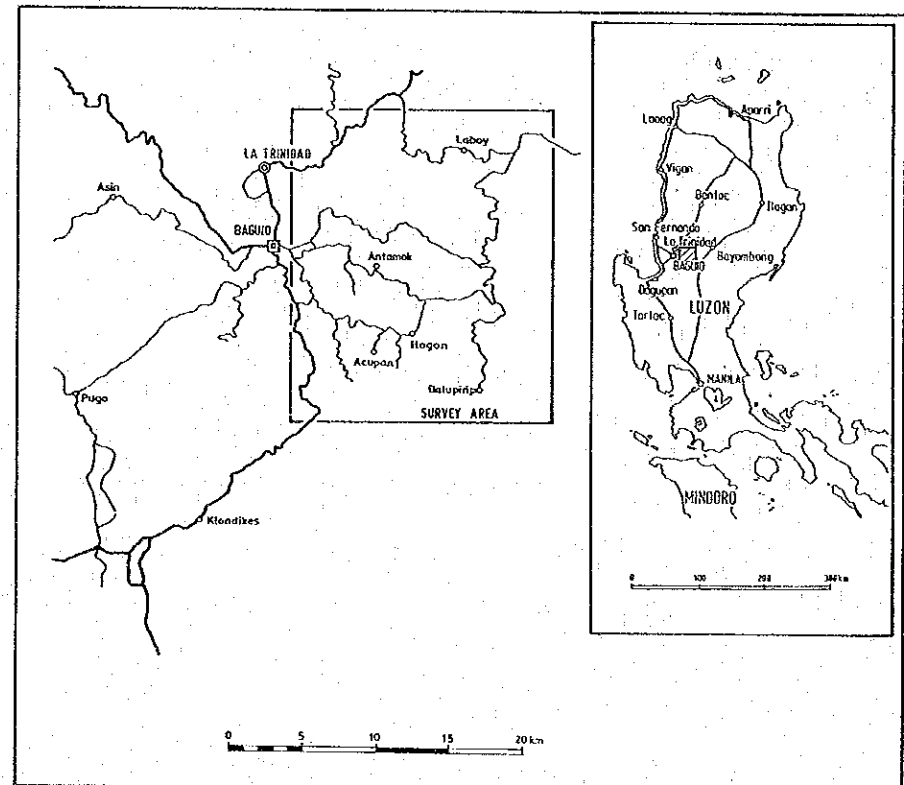 LA TRINIDAD
Laboy
Asin
BAGUIO
Antamok
Itogon
Acupan
Dalupirip
SURVEY AREA
Pugo
Klondikes
0 5 10 15 20 km
Aparri
Laoag
Vigan
Bontoc
Ilagan
San Fernando
La Trinidad
BAGUIO
Bayombong
Dagupan
LUZON
Tarlac
MANILA
MINDORO
0 100 200 300 km